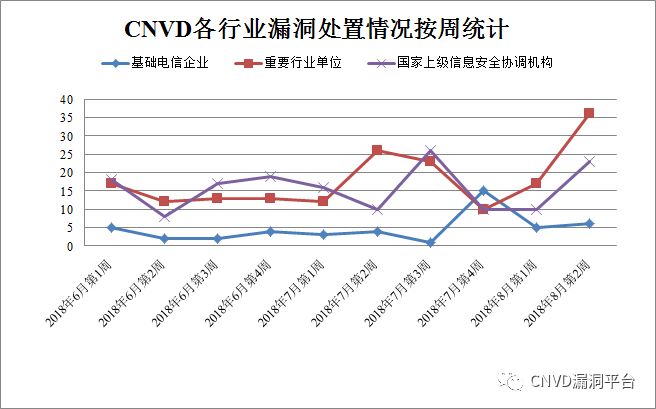 CNVD各行业漏洞处置情况按周统计
基础电信企业 重要行业单位 国家上级信息安全协调机构
40
35
30
25
20
15
10
5
0
2018年6月第1周
2018年6月第2周
2018年6月第3周
2018年6月第4周
2018年7月第1周
2018年7月第2周
2018年7月第3周
2018年7月第4周
2018年8月第1周
2018年8月第2周
CNVD漏洞平台